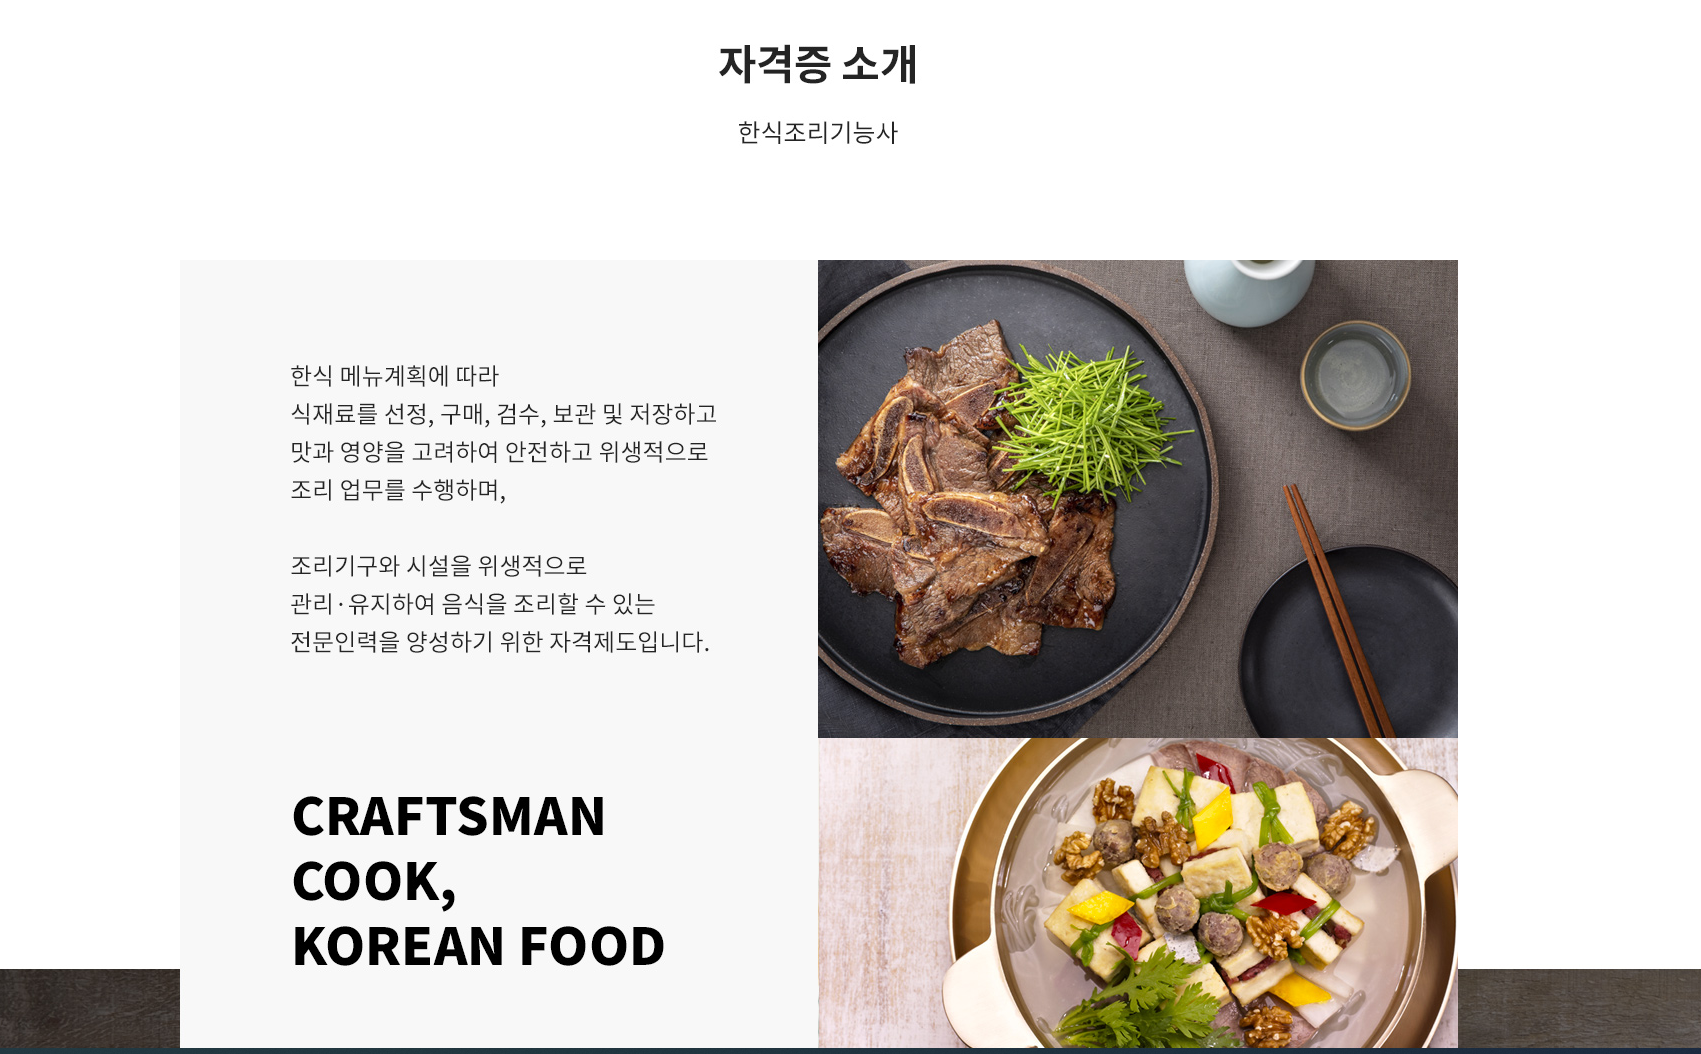 자격증 소개
한식조리기능사
한식 메뉴계획에 따라
식재료를 선정, 구매, 검수, 보관 및 저장하고
맛과 영양을 고려하여 안전하고 위생적으로
조리 업무를 수행하며,
조리기구와 시설을 위생적으로
관리·유지하여 음식을 조리할 수 있는
전문인력을 양성하기 위한 자격제도입니다.
CRAFTSMAN
COOK,
KOREAN FOOD